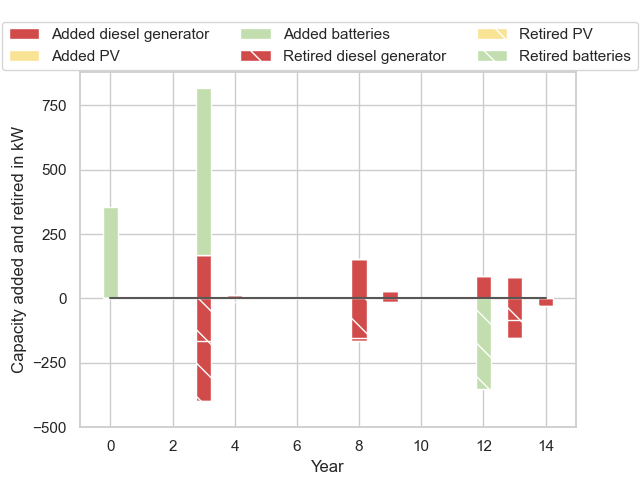 Added diesel generator Added batteries Retired PV
Added PV Retired diesel generator Retired batteries
Capacity added and retired in kW
750
500
250
0
−250
−500
0 2 4 6 8 10 12 14
Year